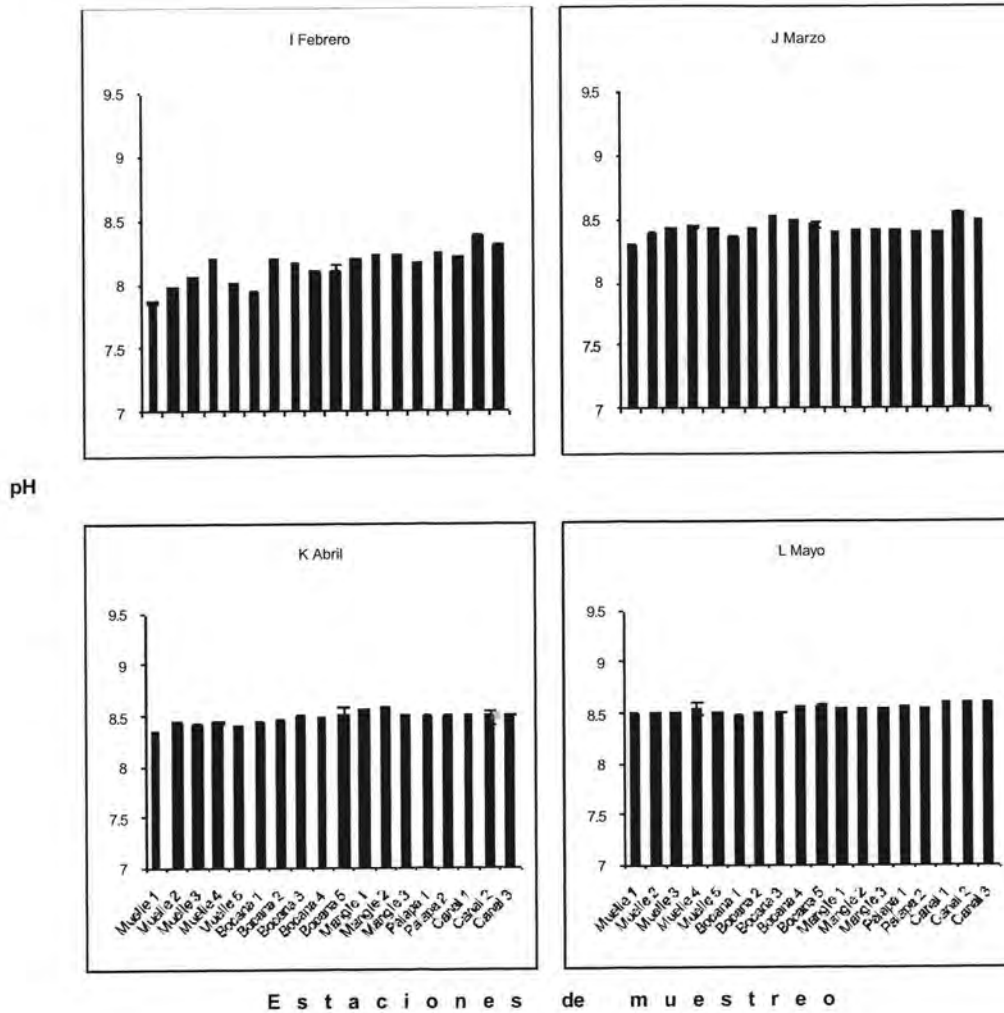 I Febrero
9.5
9
8.5
8
7.5
7
J Marzo
9.5
9
8.5
8
7.5
7
pH
K Abril
9.5
9
8.5
8
7.5
7
Muelle 1
Muelle 2
Muelle 3
Muelle 4
Muelle 5
Bocana 1
Bocana 2
Bocana 3
Bocana 4
Bocana 5
Mangle 1
Mangle 2
Mangle 3
Palapa 1
Palapa 2
Canal 1
Canal 2
Canal 3
L Mayo
9.5
9
8.5
8
7.5
7
Muelle 1
Muelle 2
Muelle 3
Muelle 4
Muelle 5
Bocana 1
Bocana 2
Bocana 3
Bocana 4
Bocana 5
Mangle 1
Mangle 2
Mangle 3
Palapa 1
Palapa 2
Canal 1
Canal 2
Canal 3
Estaciones de muestreo